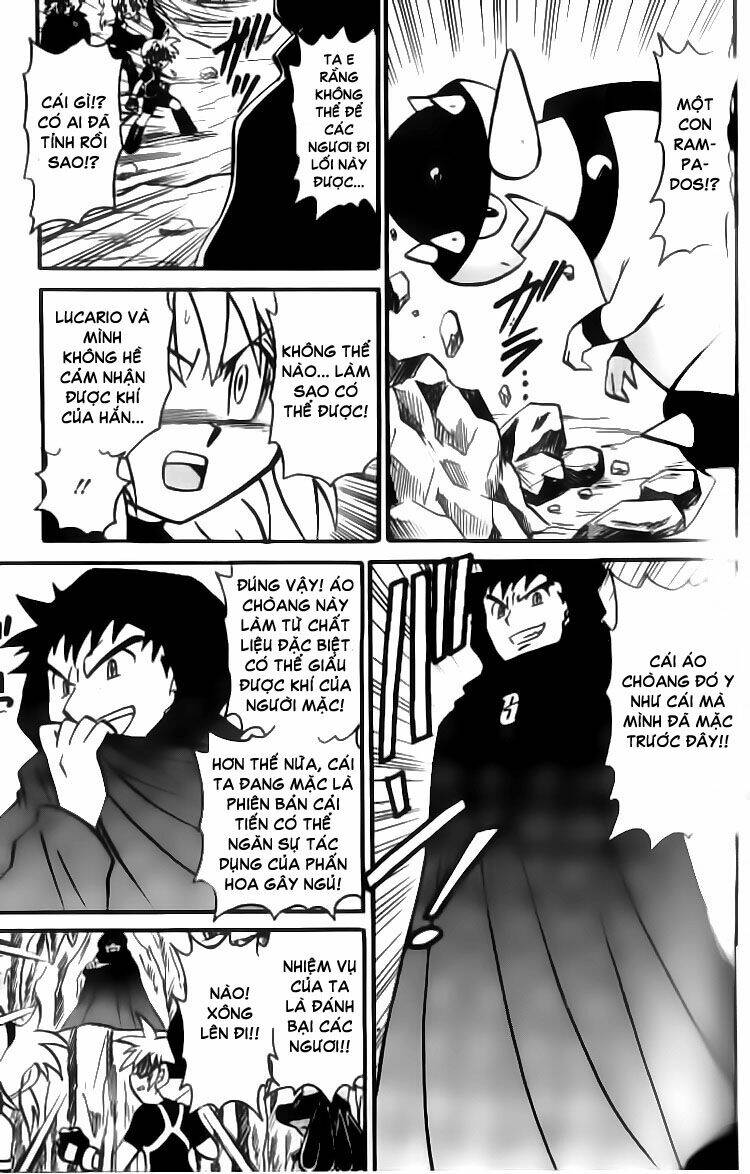 MỘT
CON
RAM-
PA-
DOS!?
TA E
RẰNG
KHÔNG
THỂ ĐỂ
CÁC
NGƯƠI ĐI
LỐI NÀY
ĐƯỢC...
CÁI GÌ!?
CÓ AI ĐÃ
TỈNH RỒI
SAO!?
KHÔNG THỂ
NÀO... LÀM
SAO CÓ
THỂ ĐƯỢC!
LUCARIO VÀ
MÌNH
KHÔNG HỀ
CẢM NHẬN
ĐƯỢC KHÍ
CỦA HẮN...
!!
CÁI ÁO
CHOÀNG ĐÓ Y
NHƯ CÁI MÀ
MÌNH ĐÃ MẶC
TRƯỚC ĐÂY!!
S
ĐÚNG VẬY! ÁO
CHOÀNG NÀY
LÀM TỪ CHẤT
LIỆU ĐẶC BIỆT
CÓ THỂ GIẤU
ĐƯỢC KHÍ CỦA
NGƯỜI MẶC!
HƠN THẾ NỮA, CÁI
TA ĐANG MẶC LÀ
PHIÊN BẢN CẢI
TIẾN CÓ THỂ
NGĂN SỰ TÁC
DỤNG CỦA PHẤN
HOA GÂY NGỦ!
NHIỆM VỤ
CỦA TA
LÀ ĐÁNH
BẠI CÁC
NGƯƠI!!
NÀO!
XÔNG
LÊN ĐI!!